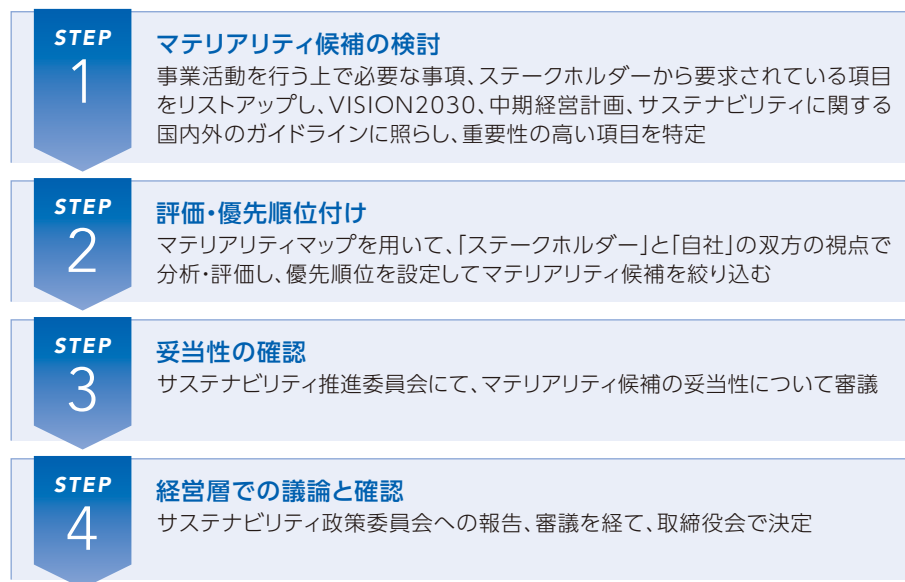 STEP
1
マテリアリティ候補の検討
事業活動を行う上で必要な事項、ステークホルダーから要求されている項目
をリストアップし、VISION2030、中期経営計画、サステナビリティに関する
国内外のガイドラインに照らし、重要性の高い項目を特定
STEP
2
評価・優先順位付け
マテリアリティマップを用いて、「ステークホルダー」と「自社」の双方の視点で
分析・評価し、優先順位を設定してマテリアリティ候補を絞り込む
STEP
3
妥当性の確認
サステナビリティ推進委員会にて、マテリアリティ候補の妥当性について審議
STEP
4
経営層での議論と確認
サステナビリティ政策委員会への報告、審議を経て、取締役会で決定